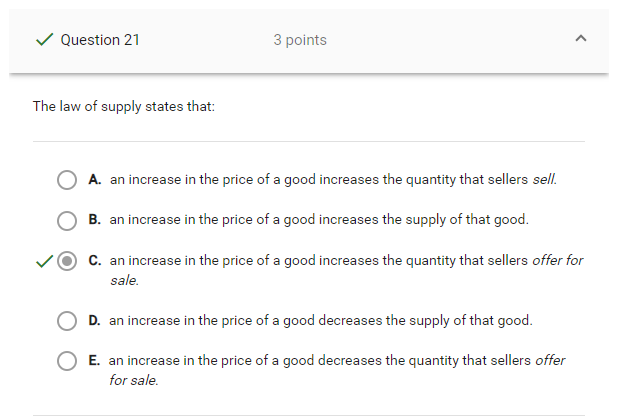 Question 21 3 points
The law of supply states that:
A. an increase in the price of a good increases the quantity that sellers sell.
B. an increase in the price of a good increases the supply of that good.
C. an increase in the price of a good increases the quantity that sellers offer for
sale.
D. an increase in the price of a good decreases the supply of that good.
E. an increase in the price of a good decreases the quantity that sellers offer
for sale.